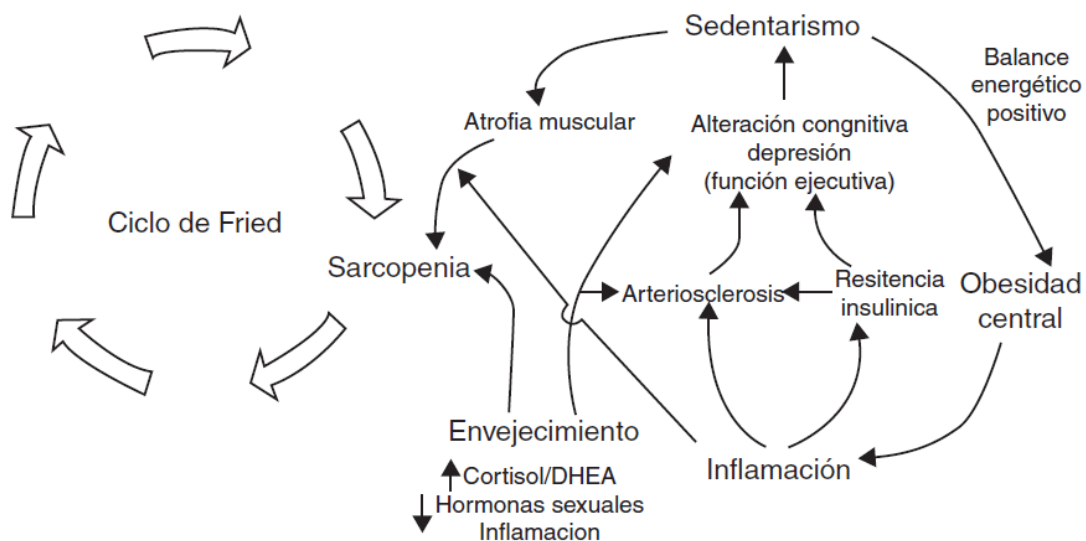 Sedentarismo
Balance
energético
positivo
Atrofia muscular
Alteración congnitiva
depresión
(función ejecutiva)
Ciclo de Fried
Sarcopenia
Arteriosclerosis
Resitencia
insulinica
Obesidad
central
Envejecimiento
Cortisol/DHEA
Hormonas sexuales
Inflamacion
Inflamación